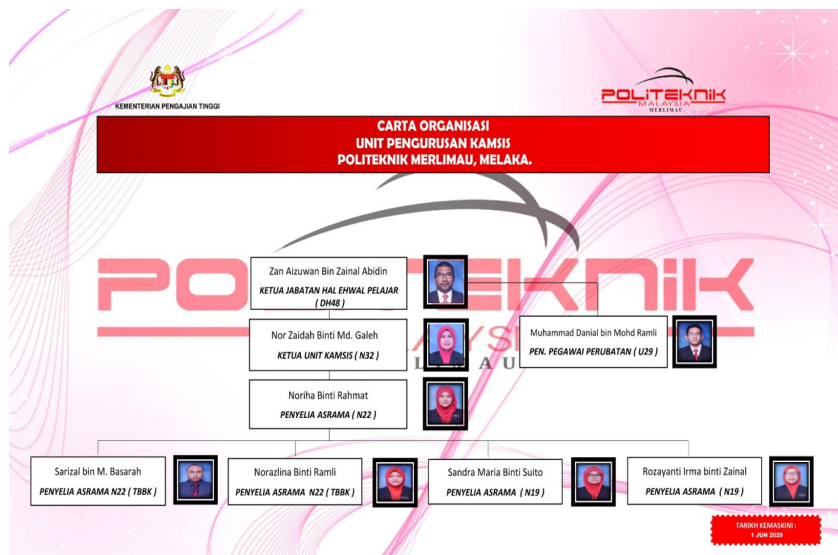 KEMENTERIAN PENGAJIAN TINGGI
POLITEKNIK
MALAYSIA
MERLIMAU
CARTA ORGANISASI
UNIT PENGURUSAN KAMSIS
POLITEKNIK MERLIMAU, MELAKA.
Zan Aizuwan Bin Zainal Abidin
KETUA JABATAN HAL EHWAL PELAJAR
( DH48 )
Nor Zaidah Binti Md. Galeh
KETUA UNIT KAMSIS ( N32 )
Muhammad Danial bin Mohd Ramli
PEN. PEGAWAI PERUBATAN ( U29 )
Noriha Binti Rahmat
PENYELIA ASRAMA ( N22 )
Sarizal bin M. Basarah
PENYELIA ASRAMA N22 ( TBBK )
Norazlina Binti Ramli
PENYELIA ASRAMA N22 ( TBBK )
Sandra Maria Binti Suito
PENYELIA ASRAMA ( N19 )
Rozayanti Irma binti Zainal
PENYELIA ASRAMA ( N19 )
TARIKH KEMASKINI :
1 JUN 2020